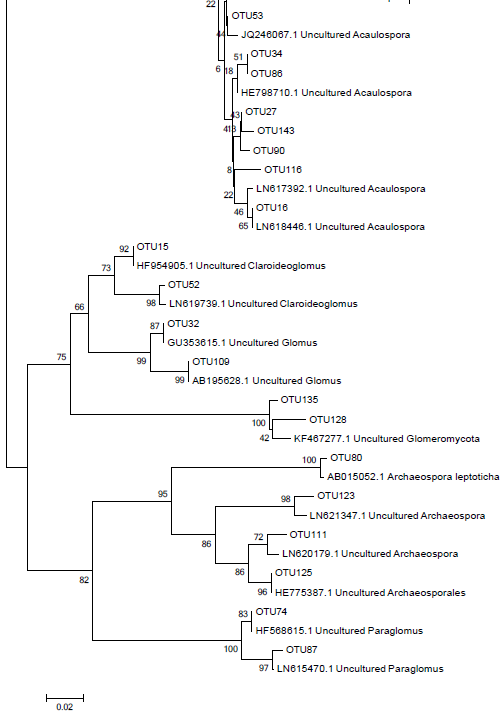 22
OTU53
44
JQ246067.1 Uncultured Acaulospora
OTU34
51
6 18
OTU86
HE798710.1 Uncultured Acaulospora
OTU27
43
413
OTU143
OTU90
8
OTU116
LN617392.1 Uncultured Acaulospora
22
OTU16
46
65
LN618446.1 Uncultured Acaulospora
92
OTU15
HF954905.1 Uncultured Claroideoglomus
73
OTU52
98
LN619739.1 Uncultured Claroideoglomus
66
87
OTU32
GU353615.1 Uncultured Glomus
75
99
OTU109
99
AB195628.1 Uncultured Glomus
OTU135
100
OTU128
42
KF467277.1 Uncultured Glomeromycota
100
OTU80
AB015052.1 Archaeospora leptoticha
95
98
OTU123
LN621347.1 Uncultured Archaeospora
72
OTU111
86
LN620179.1 Uncultured Archaeospora
86
OTU125
82
96
HE775387.1 Uncultured Archaeosporales
83
OTU74
HF568615.1 Uncultured Paraglomus
100
OTU87
97
LN615470.1 Uncultured Paraglomus
0.02